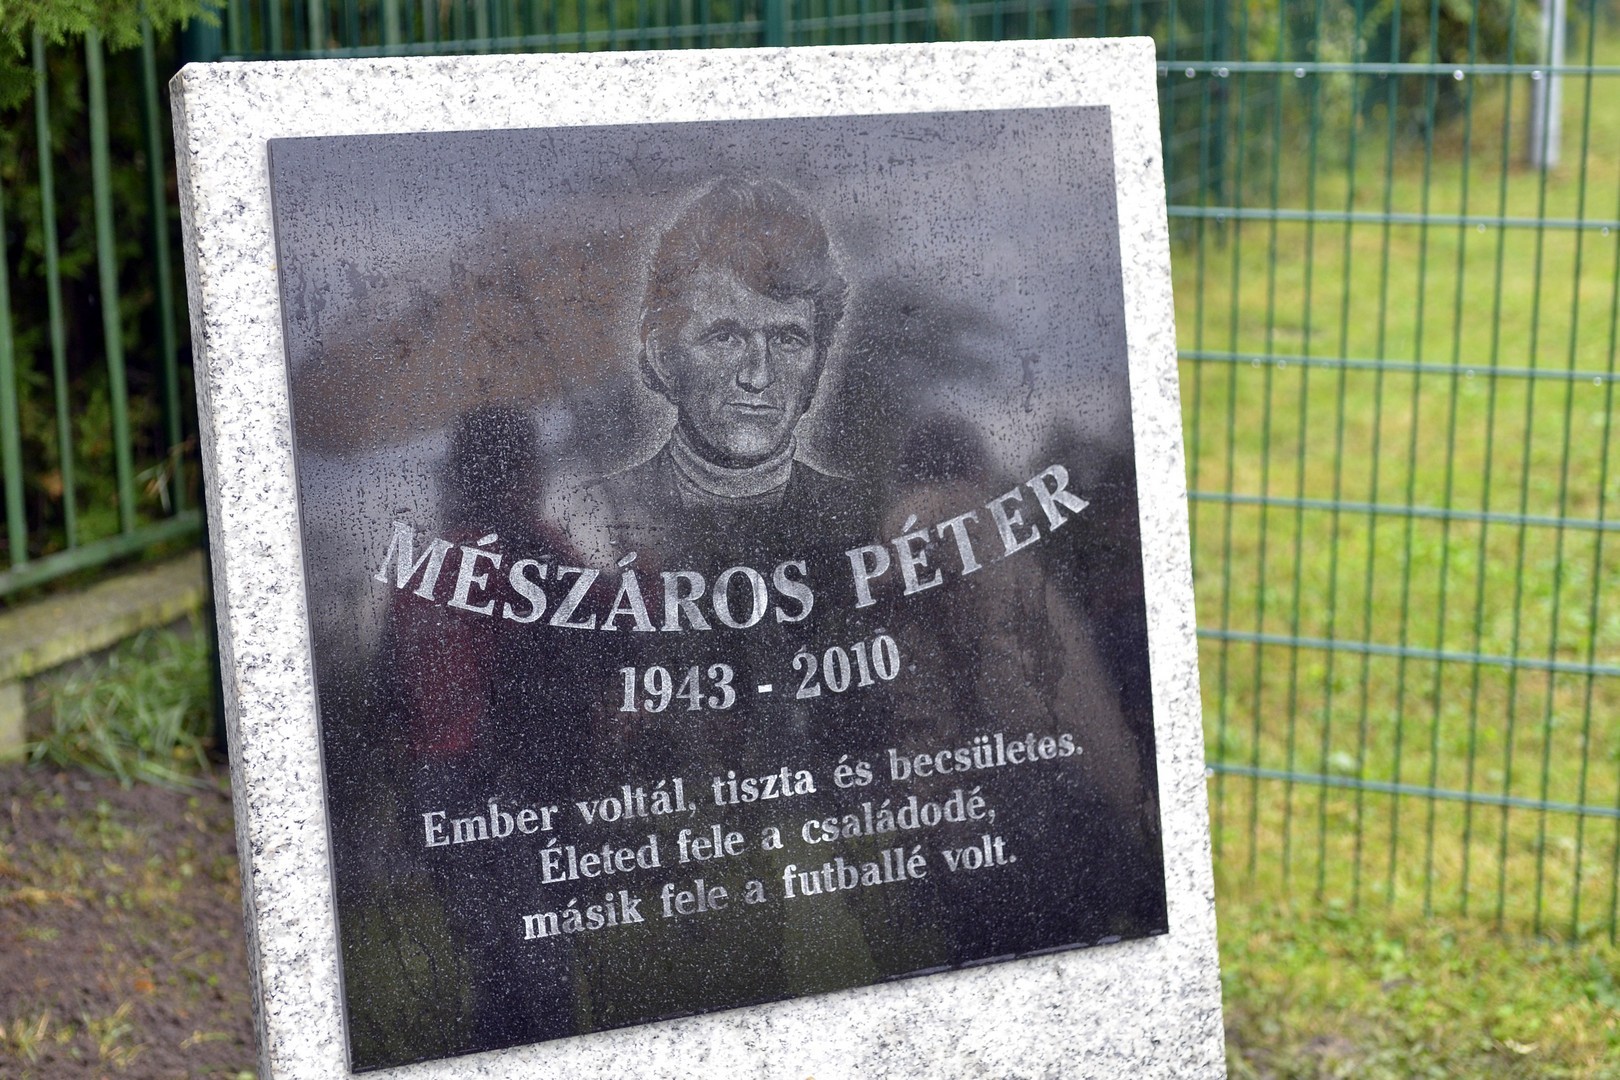 MÉSZÁROS PÉTER
1943 - 2010
Ember voltál, tiszta és becsületes.
Életed fele a családodé,
másik fele a futballé volt.